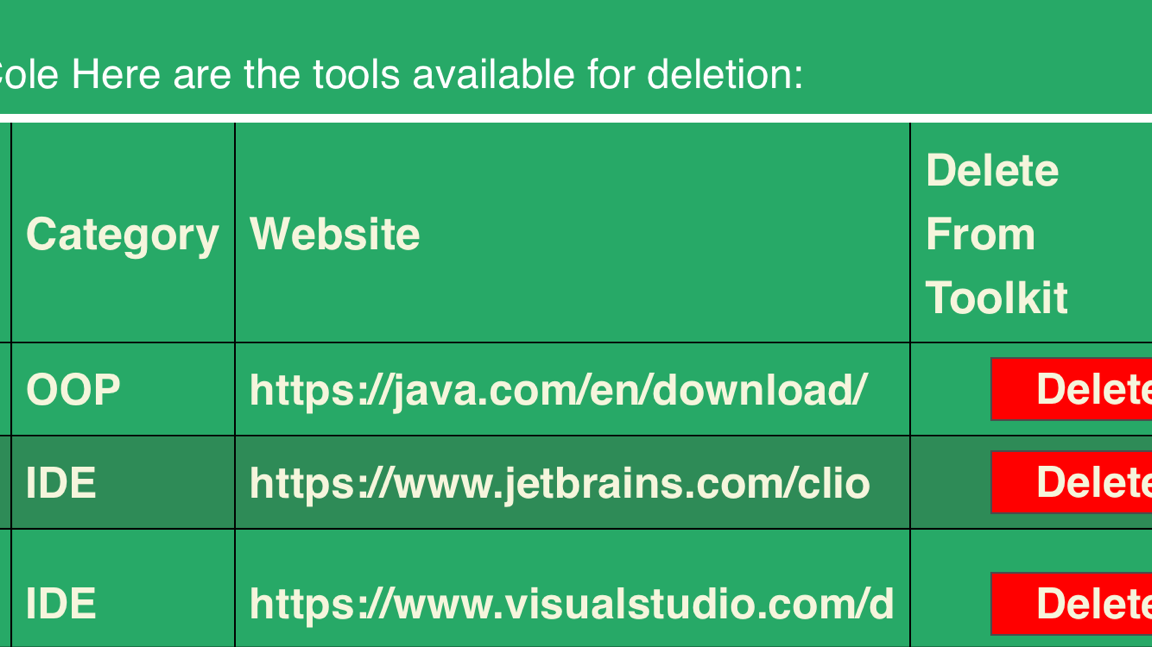 Cole Here are the tools available for deletion:
Category Website Delete
From
Toolkit
OOP https://java.com/en/download/ Delete
IDE https://www.jetbrains.com/clio Delete
IDE https://www.visualstudio.com/d Delete